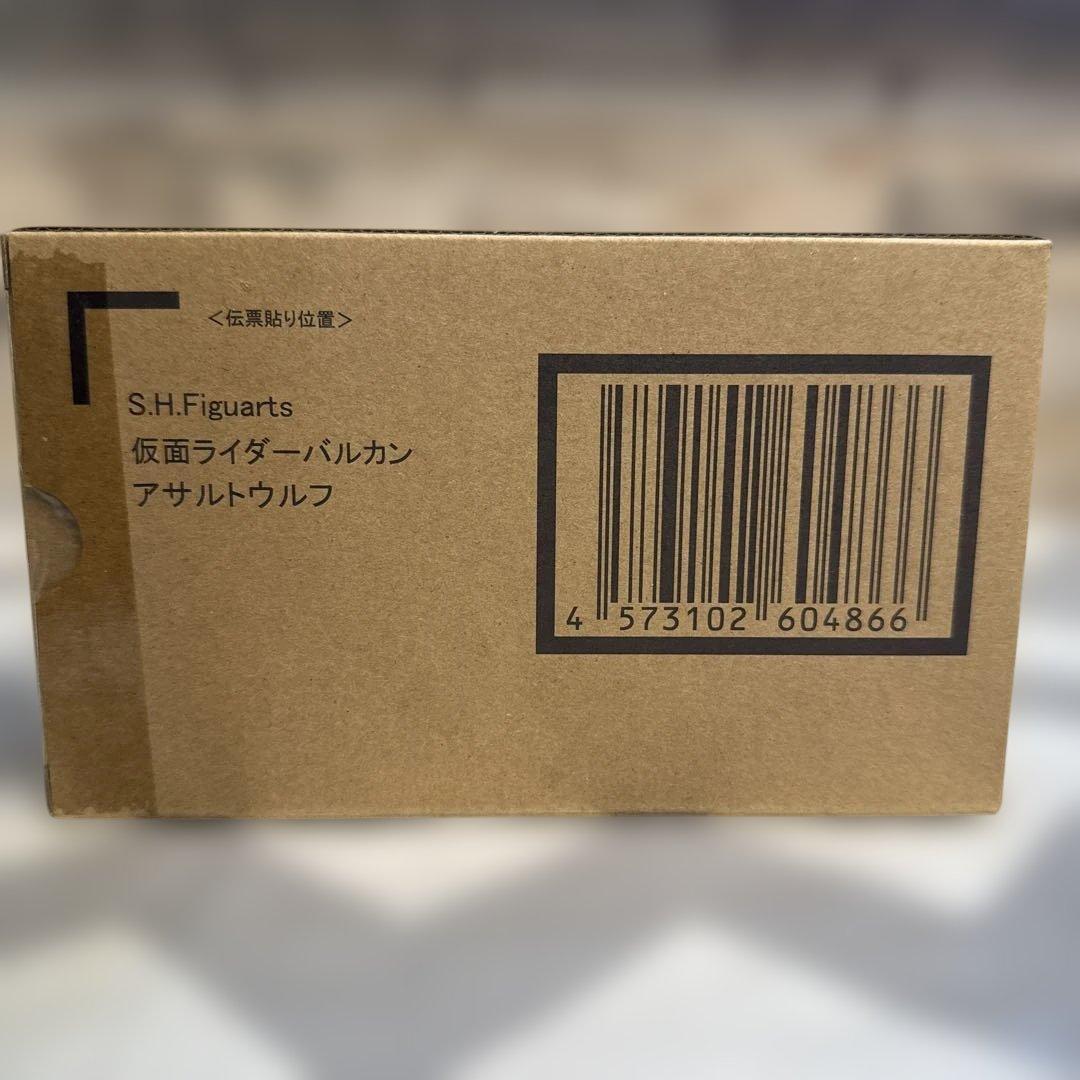 ＜伝票貼り位置＞
S.H.Figuarts
仮面ライダーバルカン
アサルトウルフ
4 573102 604866